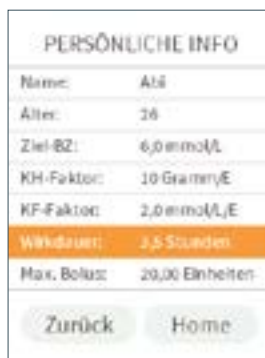 PERSÖNLICHE INFO
Name: Abi
Alter: 26
Ziel-BZ: 6,0 mmol/L
KH-Faktor: 10 Gramm/E
KF-Faktor: 2,0 mmol/L/E
Wirkdauer: 3,5 Stunden
Max. Bolus: 20,00 Einheiten
Zurück Home